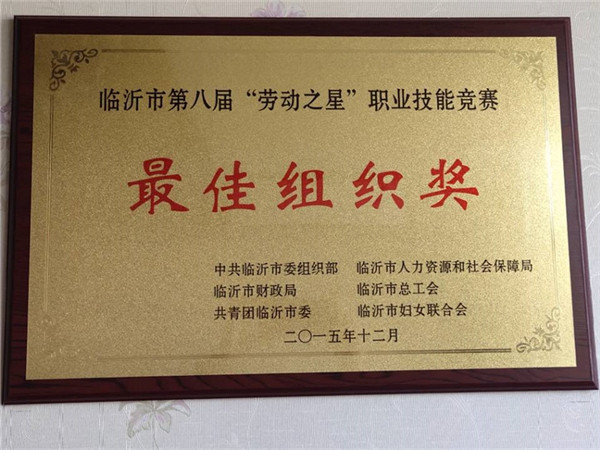 临沂市第八届“劳动之星”职业技能竞赛
最佳组织奖
中共临沂市委组织部 临沂市人力资源和社会保障局
临沂市财政局 临沂市总工会
共青团临沂市委 临沂市妇女联合会
二〇一五年十二月